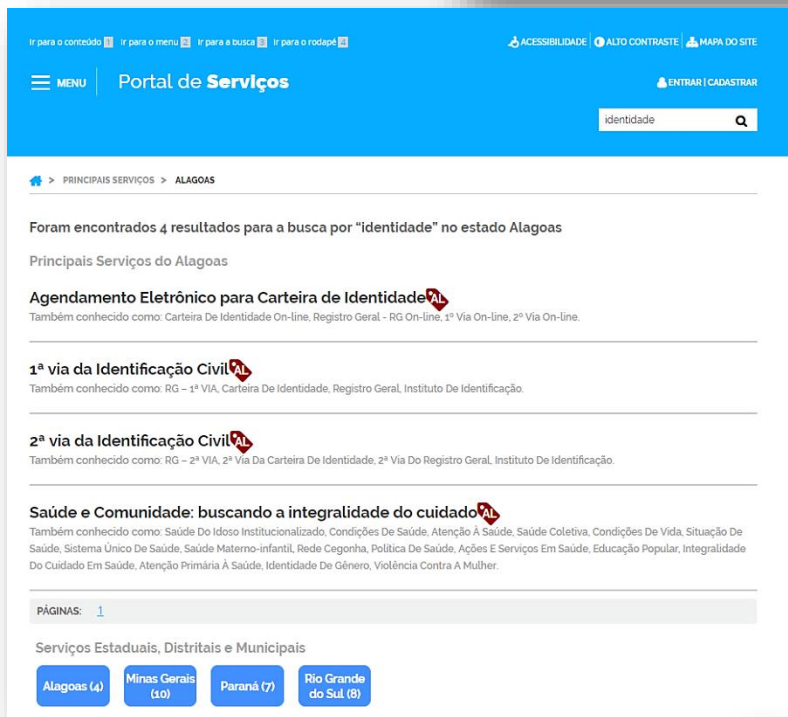 Ir para o conteúdo 1 Ir para o menu 2 Ir para a busca 3 Ir para o rodapé 4
ACESSIBILIDADE ALTO CONTRASTE MAPA DO SITE
MENU Portal de Serviços
ENTRAR | CADASTRAR
identidade
> PRINCIPAIS SERVIÇOS > ALAGOAS
Foram encontrados 4 resultados para a busca por “identidade” no estado Alagoas
Principais Serviços do Alagoas
Agendamento Eletrônico para Carteira de Identidade AL
Também conhecido como: Carteira De Identidade On-line, Registro Geral - RG On-line, 1º Via On-line, 2º Via On-line.
1ª via da Identificação Civil AL
Também conhecido como: RG – 1ª VIA, Carteira De Identidade, Registro Geral, Instituto De Identificação.
2ª via da Identificação Civil AL
Também conhecido como: RG – 2ª VIA, 2ª Via Da Carteira De Identidade, 2ª Via Do Registro Geral, Instituto De Identificação.
Saúde e Comunidade: buscando a integralidade do cuidado AL
Também conhecido como: Saúde Do Idoso Institucionalizado, Condições De Saúde, Atenção À Saúde, Saúde Coletiva, Condições De Vida, Situação De
Saúde, Sistema Único De Saúde, Saúde Materno-infantil, Rede Cegonha, Política De Saúde, Ações E Serviços Em Saúde, Educação Popular, Integralidade
Do Cuidado Em Saúde, Atenção Primária À Saúde, Identidade De Gênero, Violência Contra A Mulher.
PÁGINAS: 1
Serviços Estaduais, Distritais e Municipais
Alagoas (4)
Minas Gerais
(10)
Paraná (7)
Rio Grande
do Sul (8)